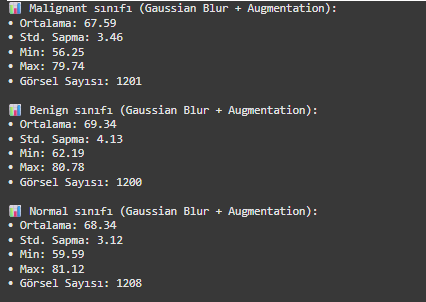 📊 Malignant sınıfı (Gaussian Blur + Augmentation):
• Ortalama: 67.59
• Std. Sapma: 3.46
• Min: 56.25
• Max: 79.74
• Görsel Sayısı: 1201
📊 Benign sınıfı (Gaussian Blur + Augmentation):
• Ortalama: 69.34
• Std. Sapma: 4.13
• Min: 62.19
• Max: 80.78
• Görsel Sayısı: 1200
📊 Normal sınıfı (Gaussian Blur + Augmentation):
• Ortalama: 68.34
• Std. Sapma: 3.12
• Min: 59.59
• Max: 81.12
• Görsel Sayısı: 1208